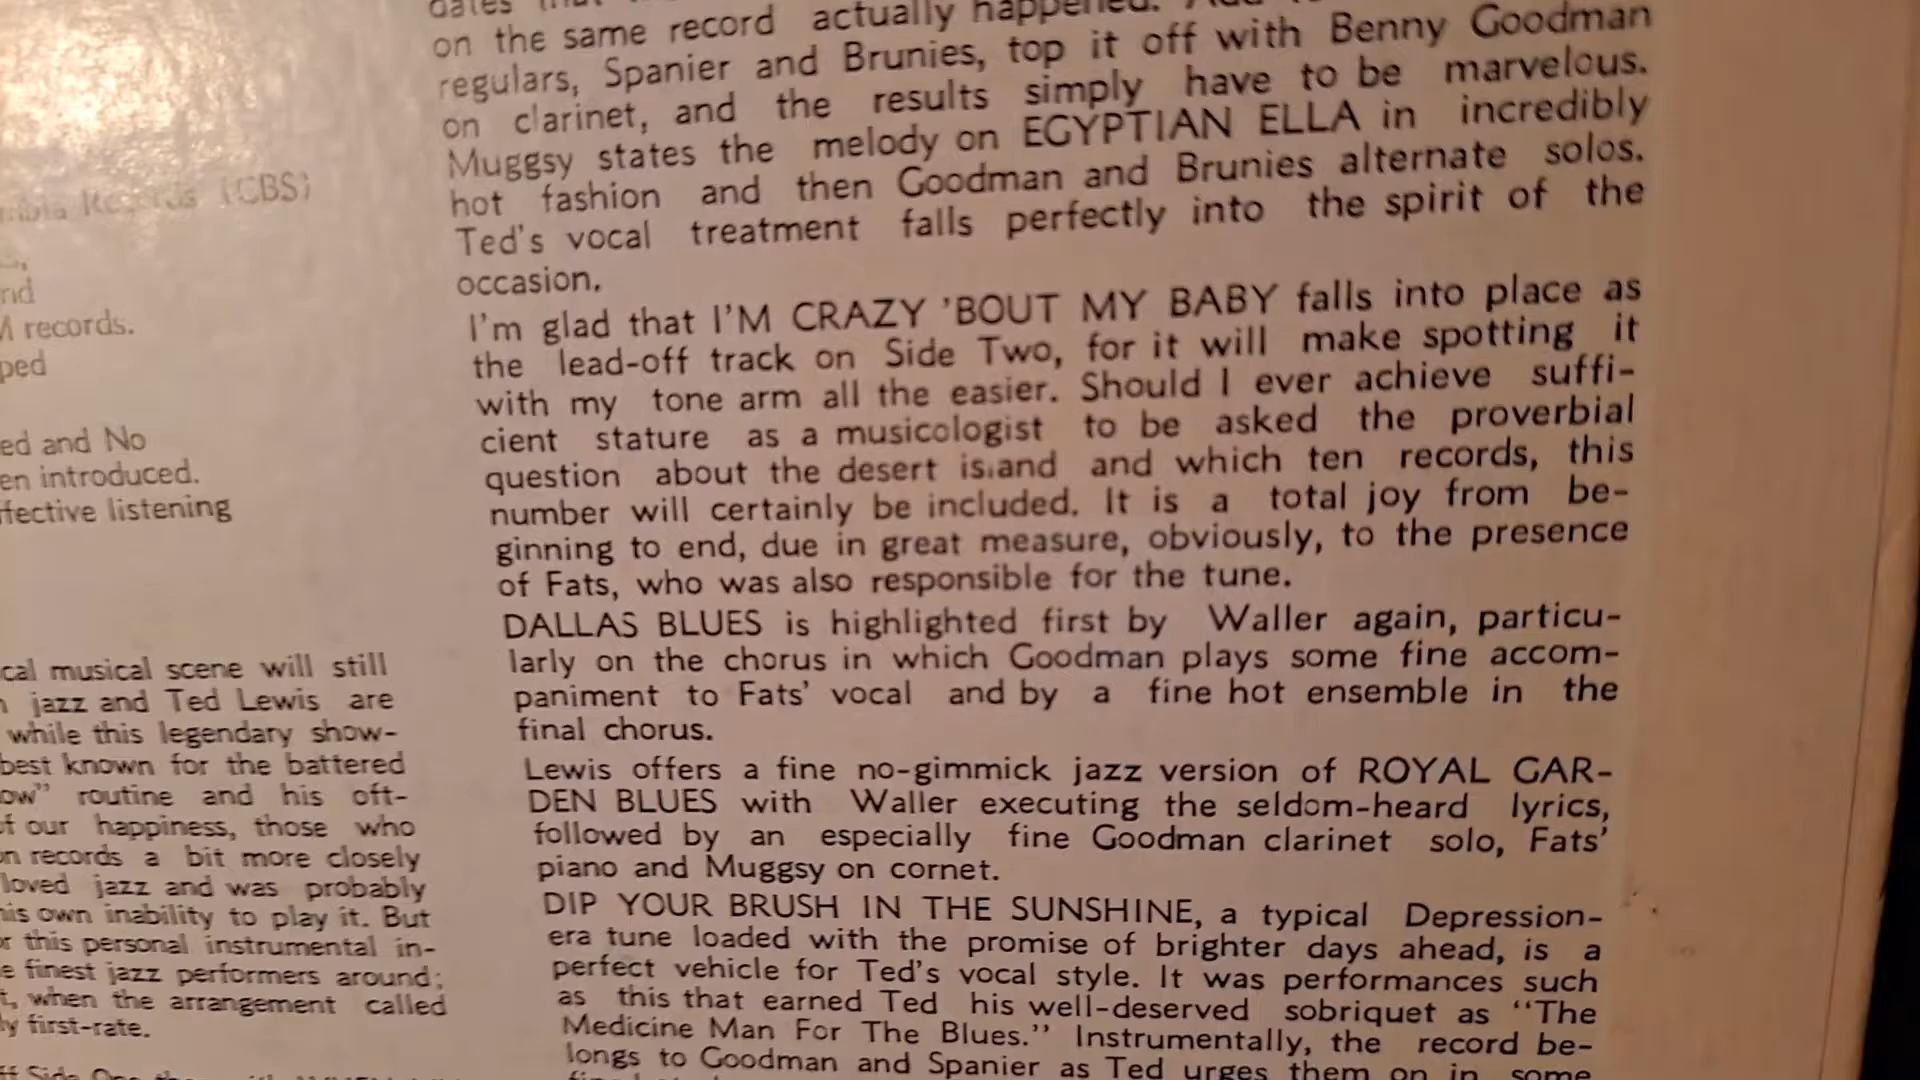 (CBS)
records.
ed and No
en introduced.
fective listening
cal musical scene will still
jazz and Ted Lewis are
while this legendary show-
best known for the battered
ow" routine and his oft-
of our happiness, those who
on records a bit more closely
loved jazz and was probably
his own inability to play it. But
or this personal instrumental in-
e finest jazz performers around;
t, when the arrangement called
ly first-rate.
on the same record actually happened.
regulars, Spanier and Brunies, top it off with Benny Goodman
on clarinet, and the results simply have to be marvelous.
Muggsy states the melody on EGYPTIAN ELLA in incredibly
hot fashion and then Goodman and Brunies alternate solos.
Ted's vocal treatment falls perfectly into the spirit of the
occasion.
I'm glad that I'M CRAZY 'BOUT MY BABY falls into place as
the lead-off track on Side Two, for it will make spotting it
with my tone arm all the easier. Should I ever achieve suffi-
cient stature as a musicologist to be asked the proverbial
question about the desert island and which ten records, this
number will certainly be included. It is a total joy from be-
ginning to end, due in great measure, obviously, to the presence
of Fats, who was also responsible for the tune.
DALLAS BLUES is highlighted first by Waller again, particu-
larly on the chorus in which Goodman plays some fine accom-
paniment to Fats' vocal and by a fine hot ensemble in the
final chorus.
Lewis offers a fine no-gimmick jazz version of ROYAL GAR-
DEN BLUES with Waller executing the seldom-heard lyrics,
followed by an especially fine Goodman clarinet solo, Fats'
piano and Muggsy on cornet.
DIP YOUR BRUSH IN THE SUNSHINE, a typical Depression-
era tune loaded with the promise of brighter days ahead, is a
perfect vehicle for Ted's vocal style. It was performances such
as this that earned Ted his well-deserved sobriquet as "The
Medicine Man For The Blues." Instrumentally, the record be-
longs to Goodman and Spanier as Ted urges them on in some